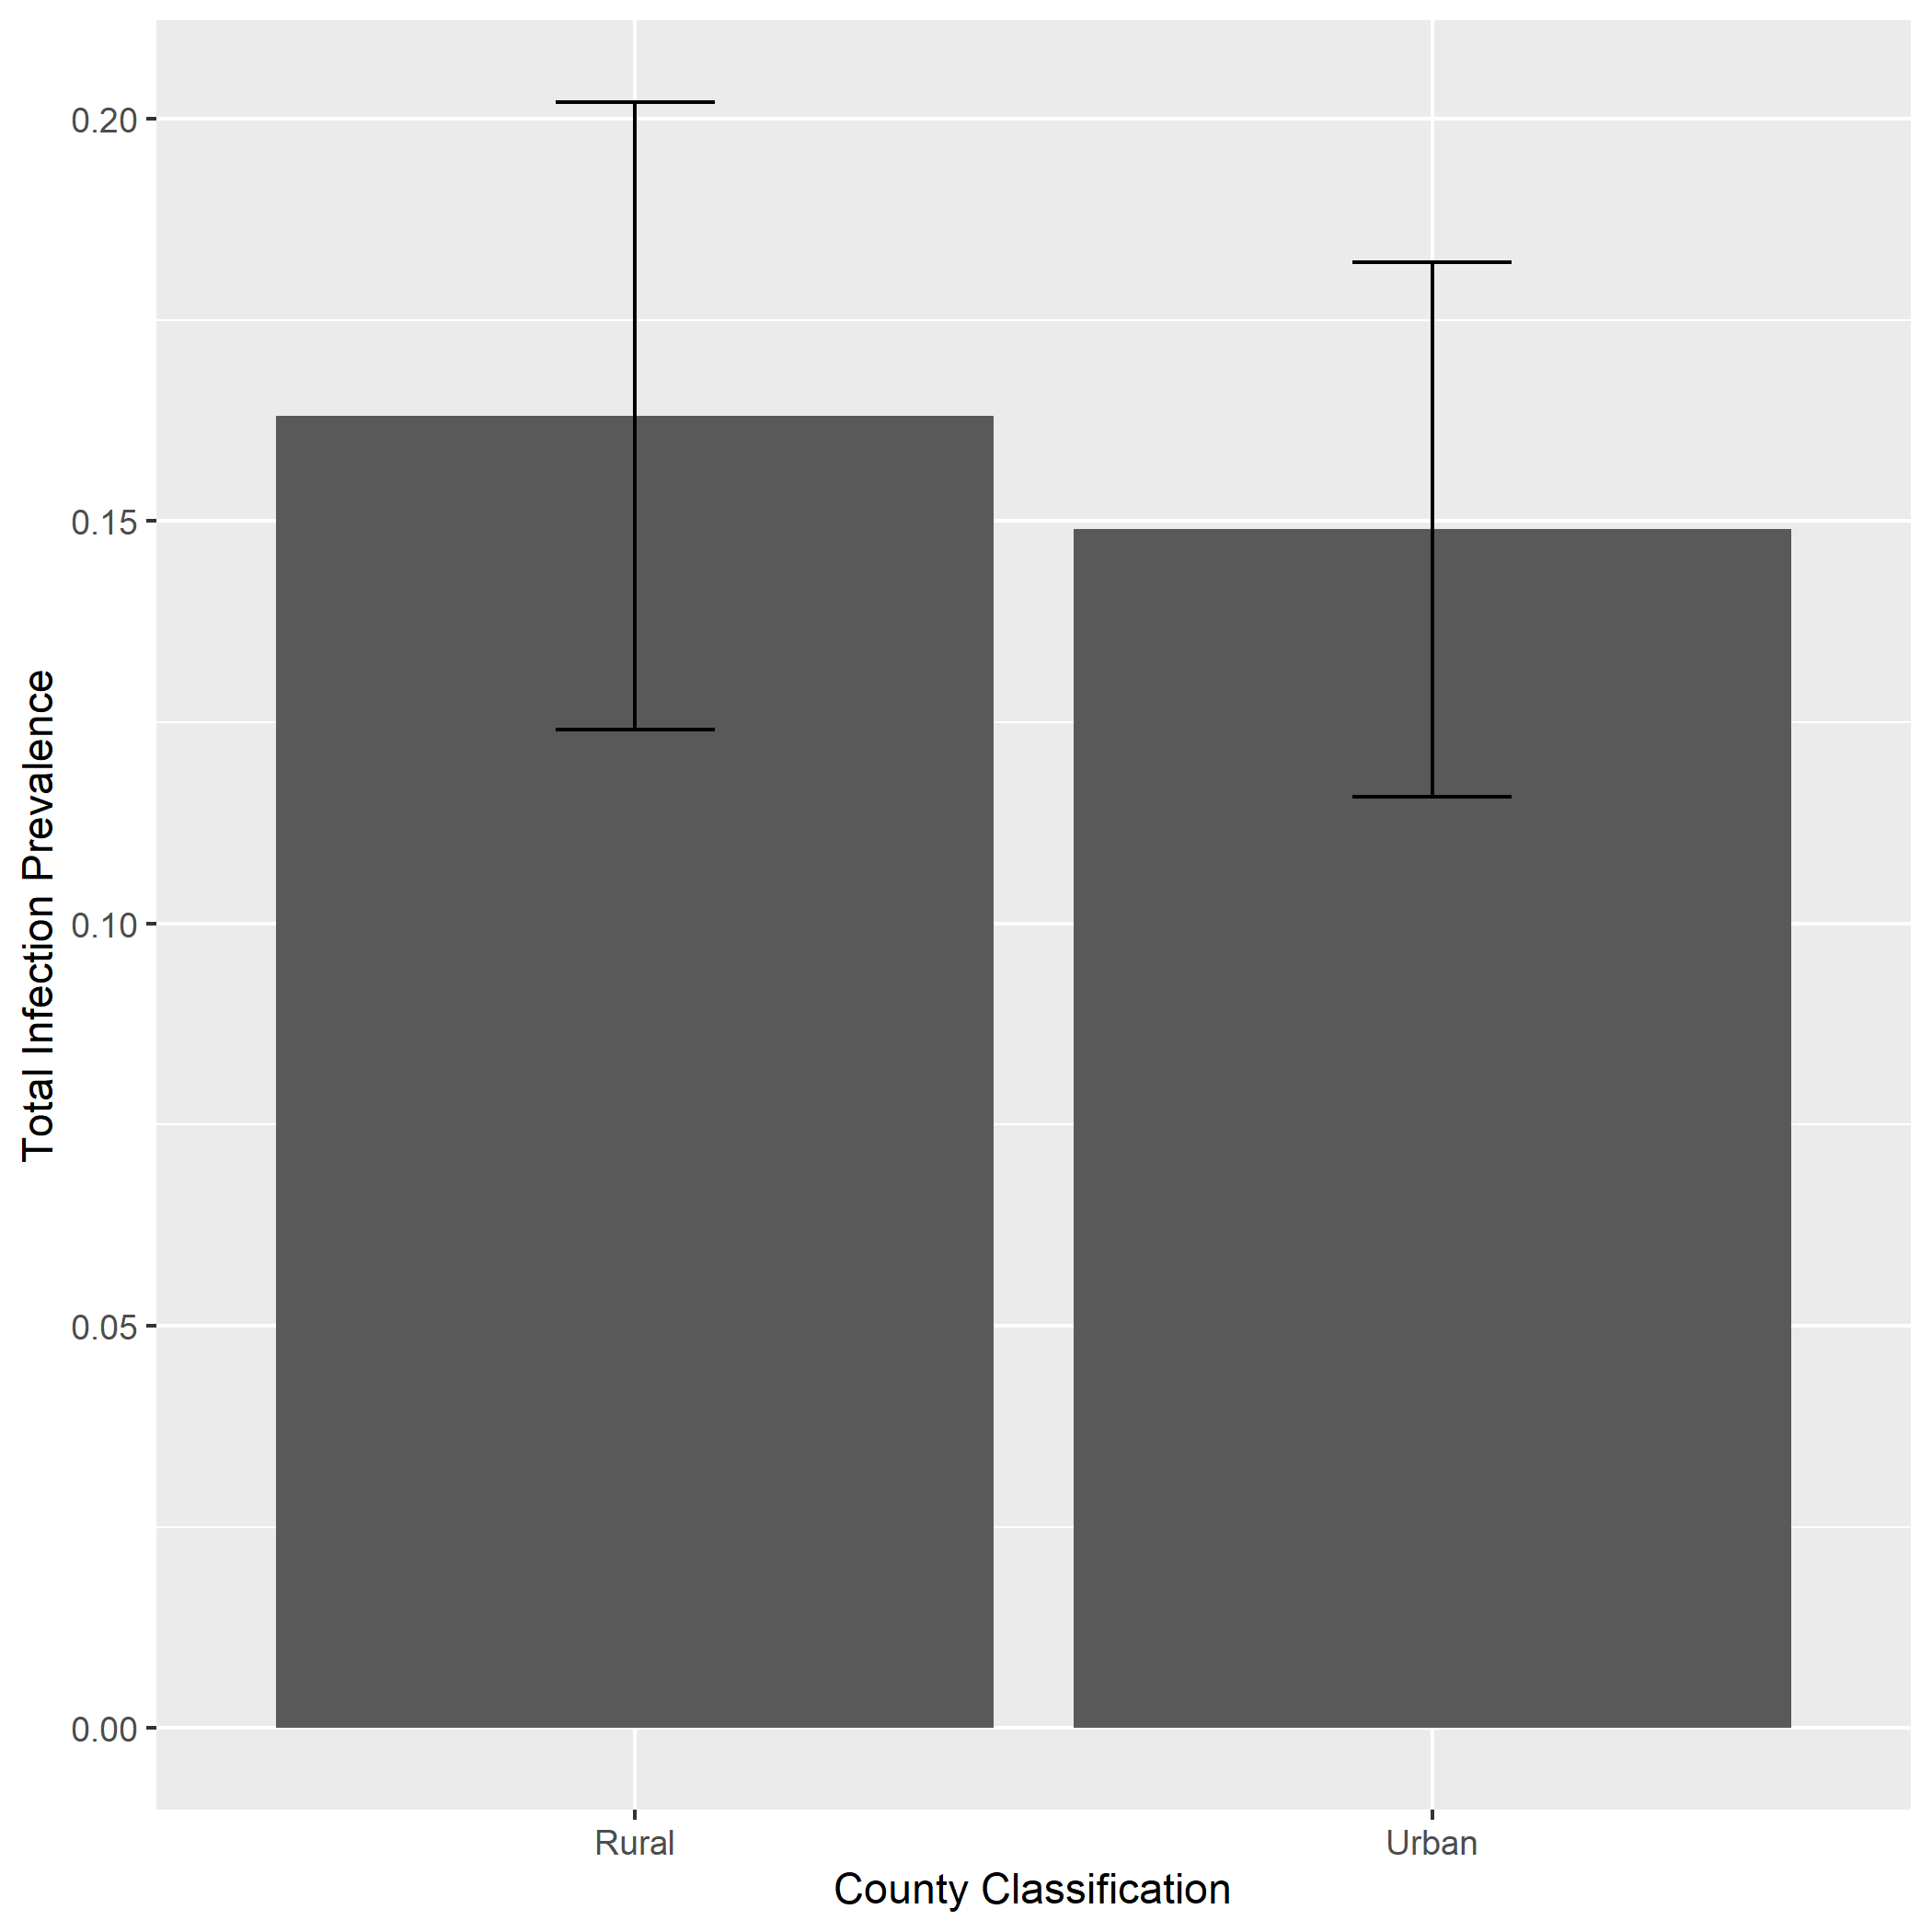 Total Infection Prevalence
0.20
0.15
0.10
0.05
0.00
Rural
Urban
County Classification